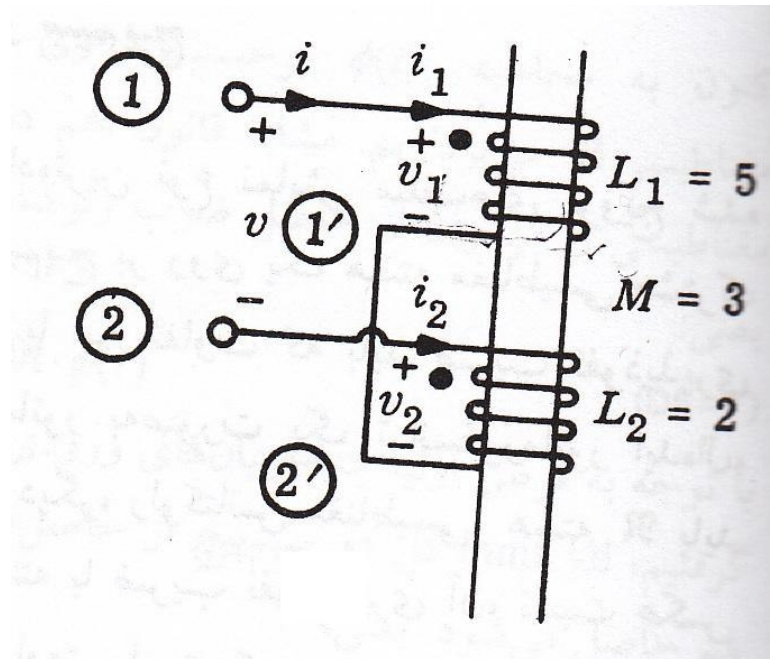 i i₁
1
+ +
v₁ L₁ = 5
v 1′ −
M = 3
− i₂
2
+
v₂ L₂ = 2
−
2′